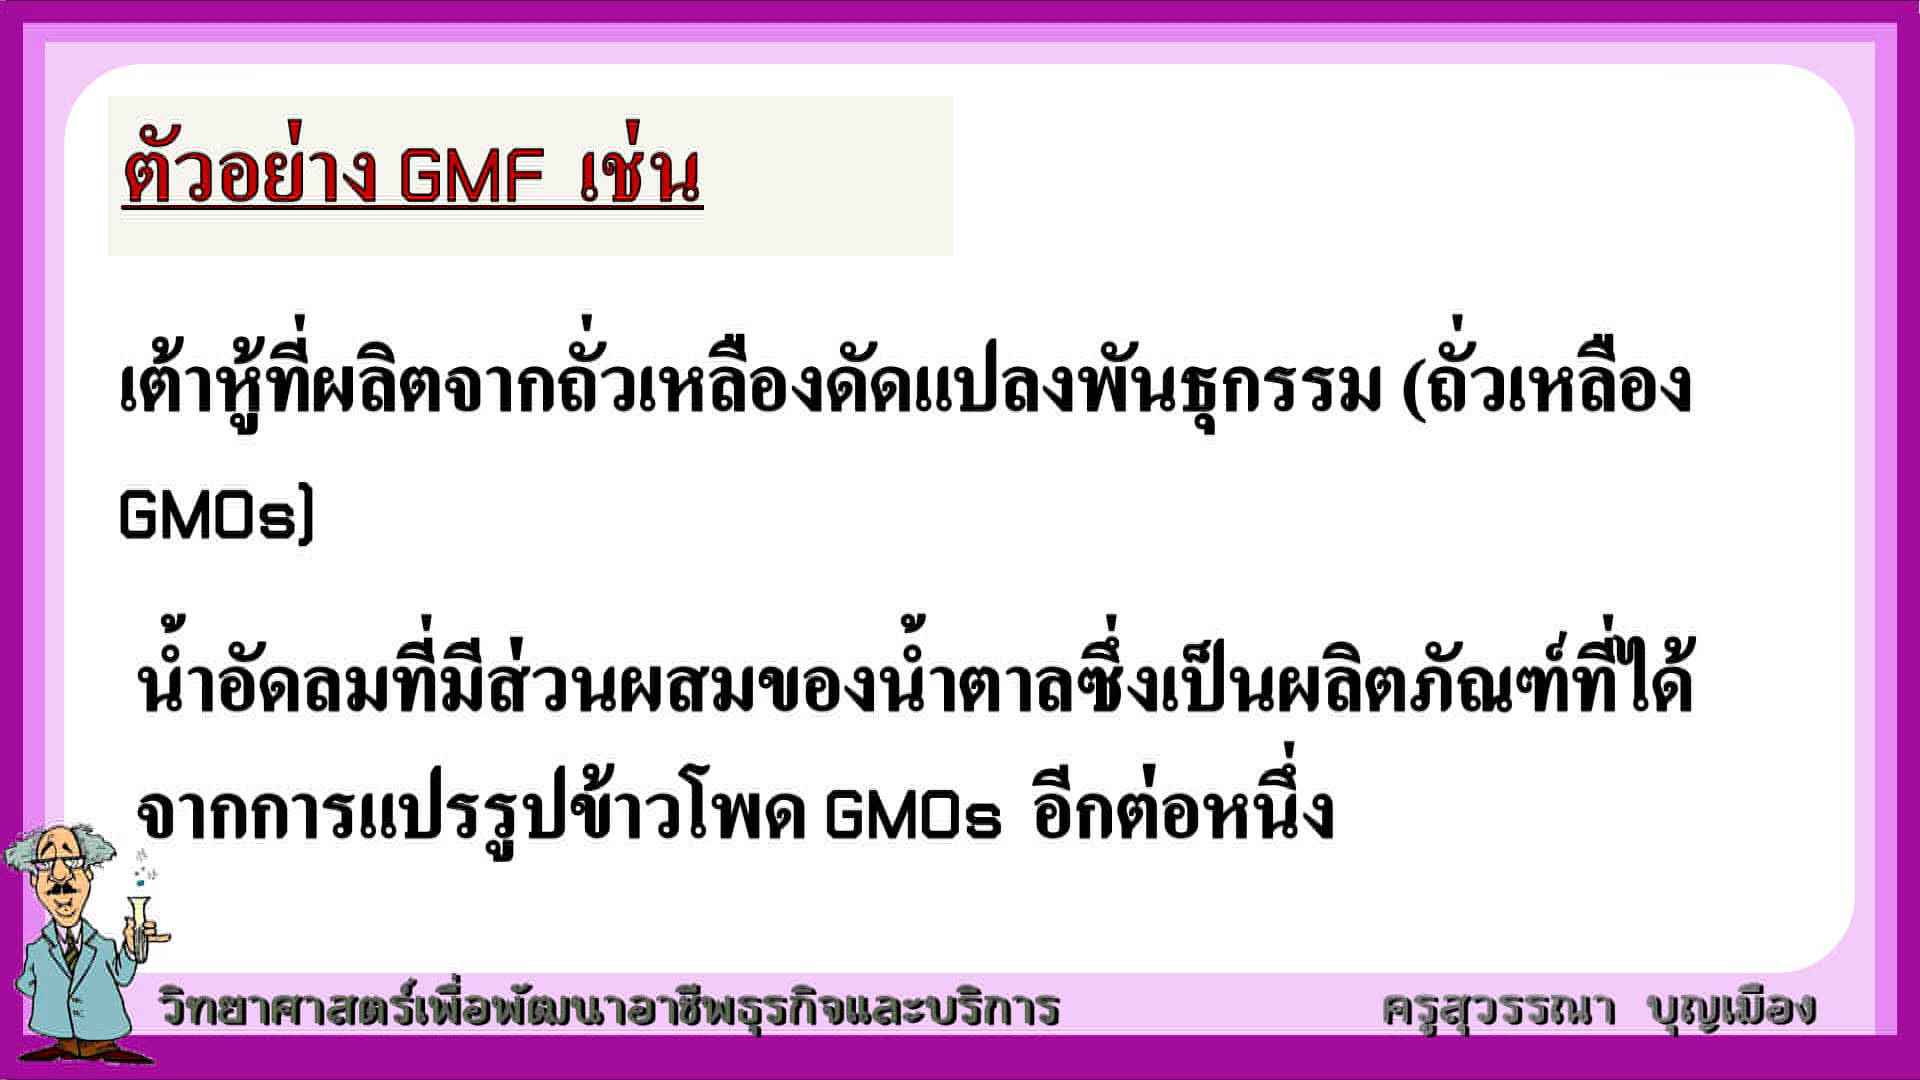 ตัวอย่าง GMF เช่น
เต้าหู้ที่ผลิตจากถั่วเหลืองดัดแปลงพันธุกรรม (ถั่วเหลือง
GMOs)
น้ำอัดลมที่มีส่วนผสมของน้ำตาลซึ่งเป็นผลิตภัณฑ์ที่ได้
จากการแปรรูปข้าวโพด GMOs อีกต่อหนึ่ง
วิทยาศาสตร์เพื่อพัฒนาอาชีพธุรกิจและบริการ ครูสุวรรณา บุญเมือง